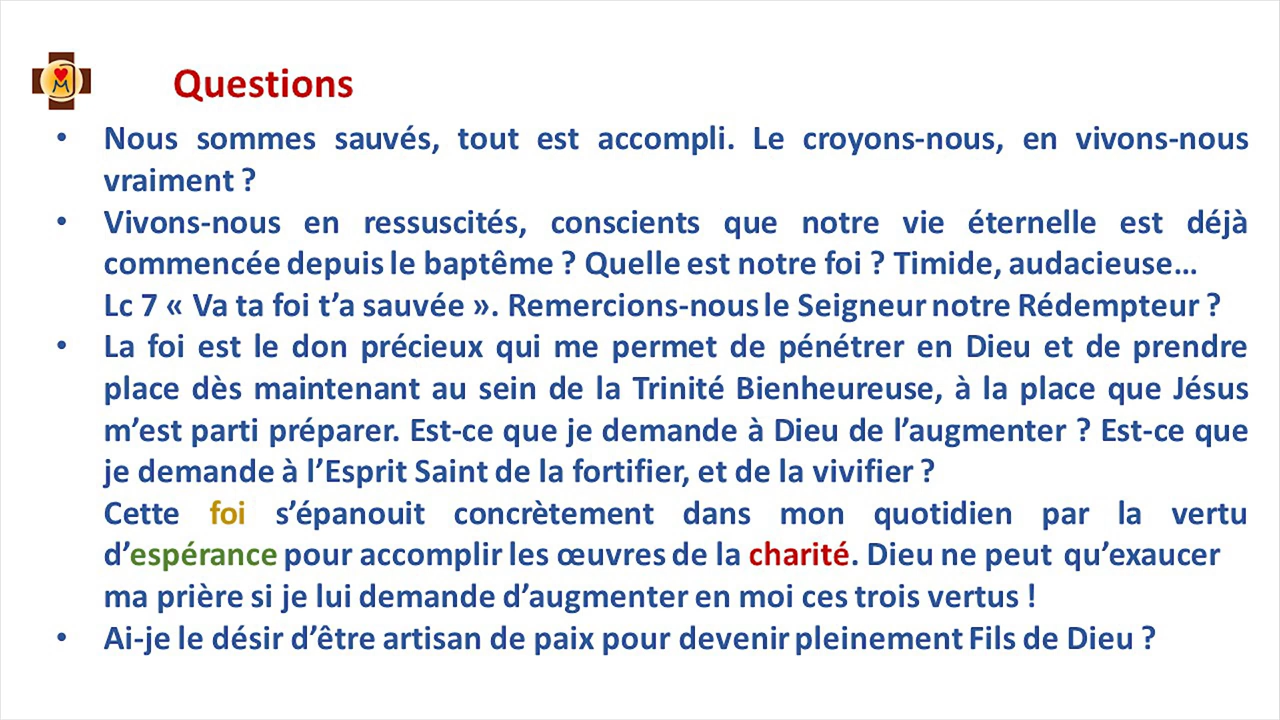 M
Questions
• Nous sommes sauvés, tout est accompli. Le croyons-nous, en vivons-nous
vraiment ?
• Vivons-nous en ressuscités, conscients que notre vie éternelle est déjà
commencée depuis le baptême ? Quelle est notre foi ? Timide, audacieuse...
Lc 7 « Va ta foi t’a sauvée ». Remercions-nous le Seigneur notre Rédempteur ?
• La foi est le don précieux qui me permet de pénétrer en Dieu et de prendre
place dès maintenant au sein de la Trinité Bienheureuse, à la place que Jésus
m’est parti préparer. Est-ce que je demande à Dieu de l’augmenter ? Est-ce que
je demande à l’Esprit Saint de la fortifier, et de la vivifier ?
Cette foi s’épanouit concrètement dans mon quotidien par la vertu
d’espérance pour accomplir les œuvres de la charité. Dieu ne peut qu’exaucer
ma prière si je lui demande d’augmenter en moi ces trois vertus !
• Ai-je le désir d’être artisan de paix pour devenir pleinement Fils de Dieu ?